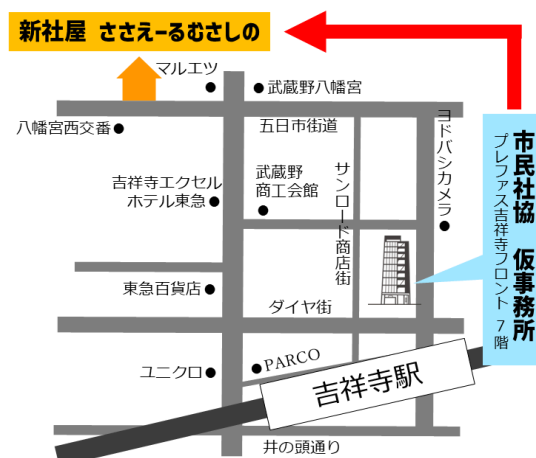 新社屋 ささえーるむさしの
マルエツ
武蔵野八幡宮
八幡宮西交番
五日市街道
ヨドバシカメラ
市民社協 仮事務所
プレファス吉祥寺フロント 7階
吉祥寺エクセル
ホテル東急
武蔵野
商工会館
サンロード商店街
東急百貨店
ダイヤ街
ユニクロ
PARCO
吉祥寺駅
井の頭通り